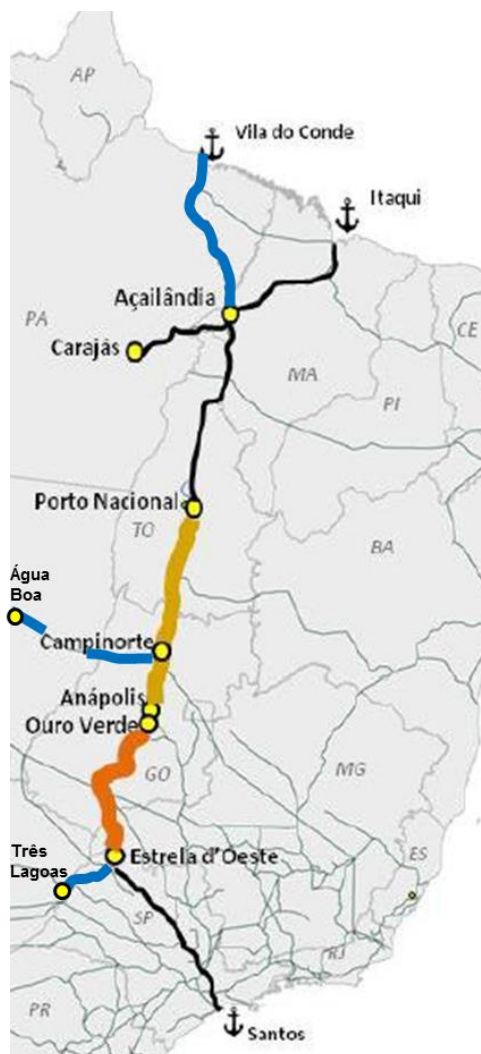 AP
Vila do Conde
Itaqui
Açailândia
PA
CE
Carajás
MA
PI
Porto Nacional
TO
BA
Água
Boa
Campinorte
Anápolis
Ouro Verde
GO
MG
Três
Lagoas
Estrela d'Oeste
ES
SP
RJ
PR
Santos